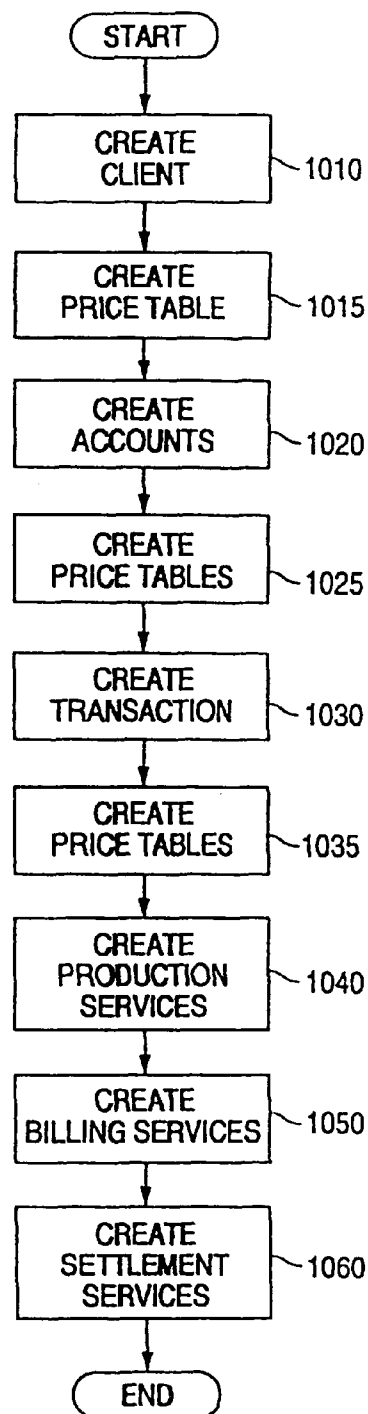 START
CREATE
CLIENT
1010
CREATE
PRICE TABLE
1015
CREATE
ACCOUNTS
1020
CREATE
PRICE TABLES
1025
CREATE
TRANSACTION
1030
CREATE
PRICE TABLES
1035
CREATE
PRODUCTION
SERVICES
1040
CREATE
BILLING SERVICES
1050
CREATE
SETTLEMENT
SERVICES
1060
END